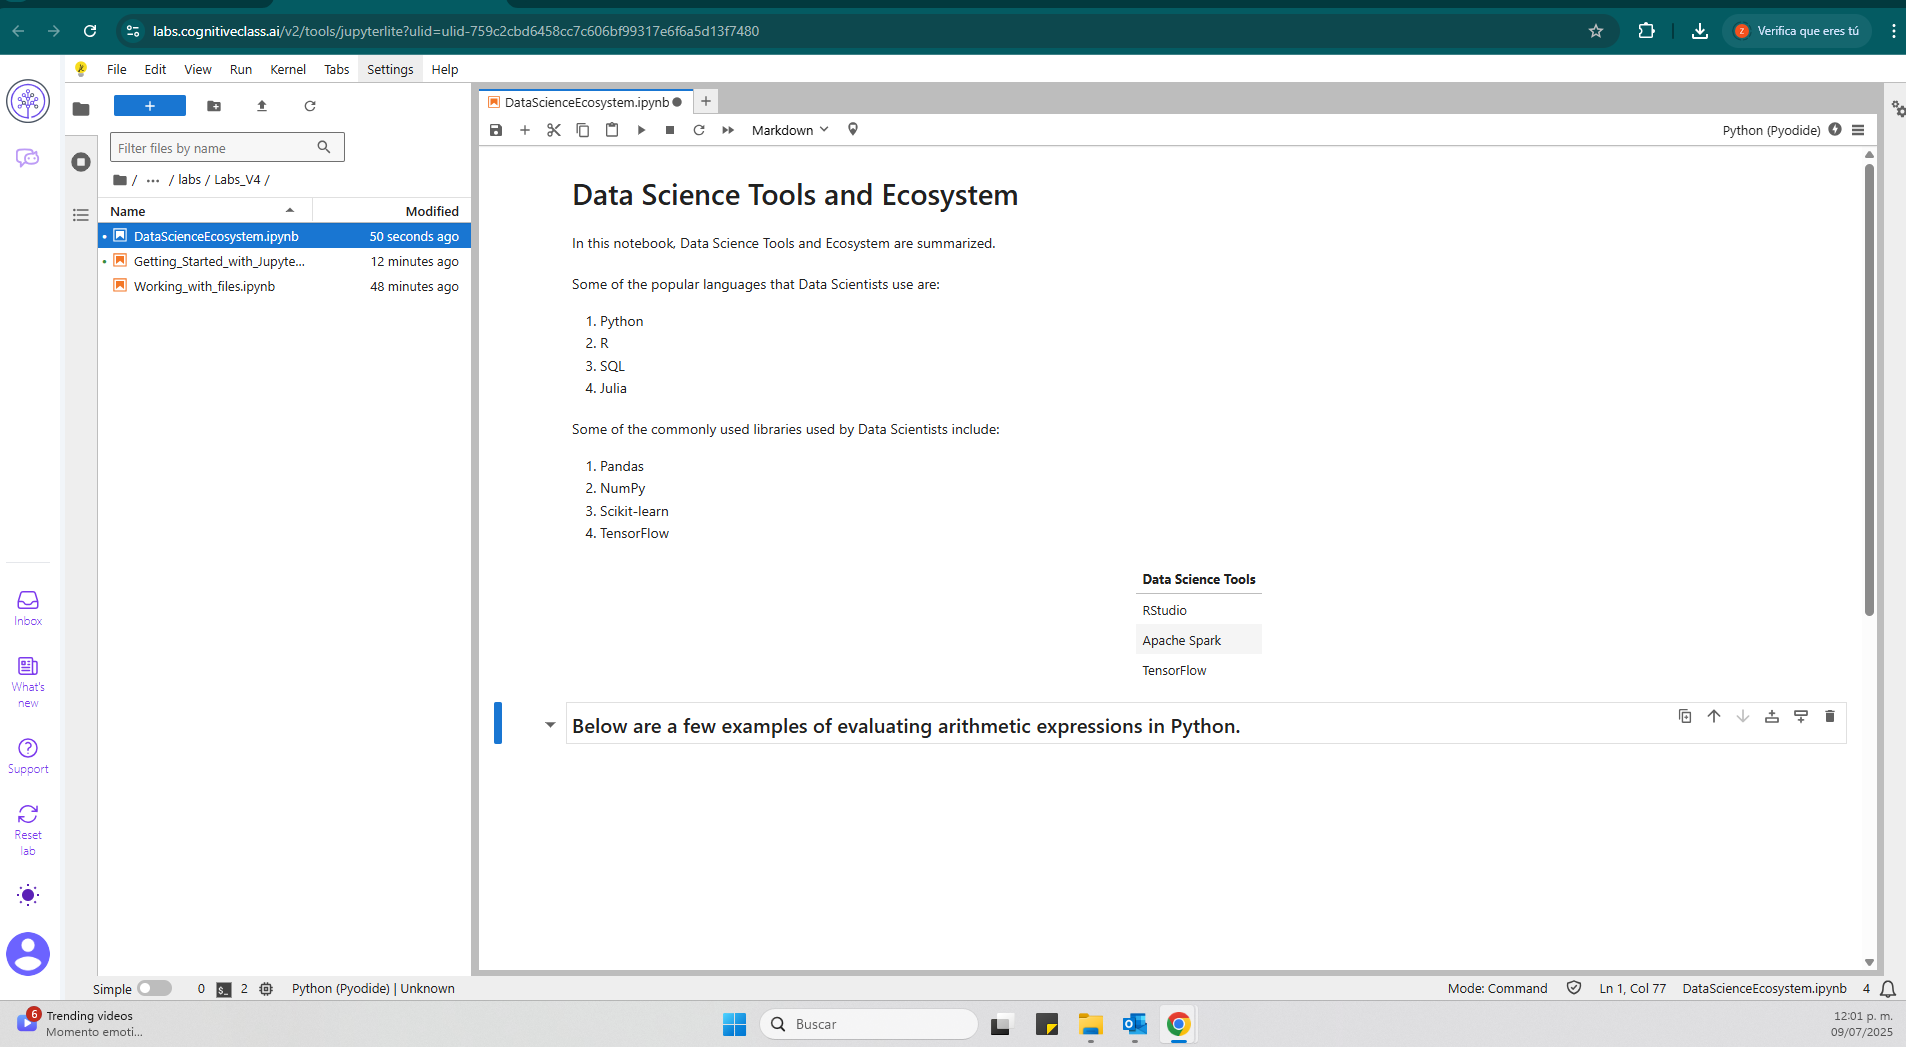 labs.cognitiveclass.ai/v2/tools/jupyterlite?ulid=ulid-759c2cbd6458cc7c606bf99317e6f6a5d13f7480
Z Verifica que eres tú
File Edit View Run Kernel Tabs Settings Help
DataScienceEcosystem.ipynb
Markdown
Python (Pyodide)
Filter files by name
/ ... / labs / Labs_V4 /
Name Modified
DataScienceEcosystem.ipynb 50 seconds ago
Getting_Started_with_Jupyte... 12 minutes ago
Working_with_files.ipynb 48 minutes ago
Inbox
What's
new
Support
Reset
lab
Data Science Tools and Ecosystem
In this notebook, Data Science Tools and Ecosystem are summarized.
Some of the popular languages that Data Scientists use are:
1. Python
2. R
3. SQL
4. Julia
Some of the commonly used libraries used by Data Scientists include:
1. Pandas
2. NumPy
3. Scikit-learn
4. TensorFlow
Data Science Tools
RStudio
Apache Spark
TensorFlow
Below are a few examples of evaluating arithmetic expressions in Python.
Simple 0 $_ 2 Python (Pyodide) | Unknown
Mode: Command Ln 1, Col 77 DataScienceEcosystem.ipynb 4
6
Trending videos
Momento emoti...
Buscar
12:01 p. m.
09/07/2025